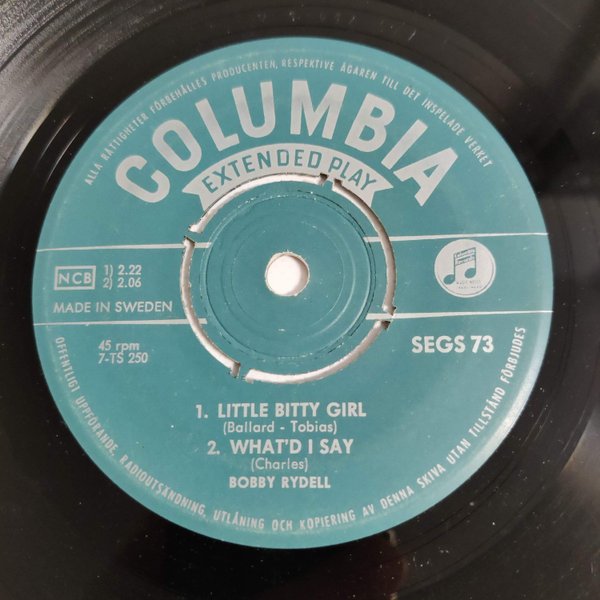 ALLA RÄTTIGHETER FÖRBEHÅLLES PRODUCENTEN, RESPEKTIVE ÄGAREN TILL DET INSPELADE VERKET
COLUMBIA
EXTENDED PLAY
NCB
1) 2.22
2) 2.06
MADE IN SWEDEN
45 rpm
7-TS 250
SEGS 73
1. LITTLE BITTY GIRL
(Ballard - Tobias)
2. WHAT'D I SAY
(Charles)
BOBBY RYDELL
OFFENTLIGT UPPFÖRANDE, RADIOUTSÄNDNING, UTLÅNING OCH KOPIERING AV DENNA SKIVA UTAN TILLSTÅND FÖRBJUDES